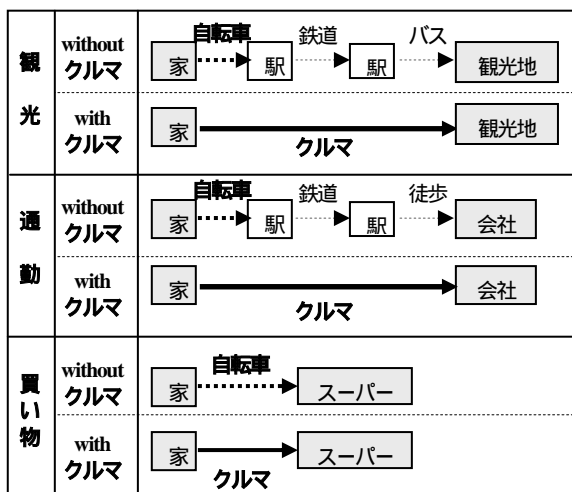 観光
without クルマ
自転車 鉄道 バス
家 駅 駅 観光地
with クルマ
家 観光地
クルマ
通勤
without クルマ
自転車 鉄道 徒歩
家 駅 駅 会社
with クルマ
家 会社
クルマ
買い物
without クルマ
自転車
家 スーパー
with クルマ
家 スーパー
クルマ